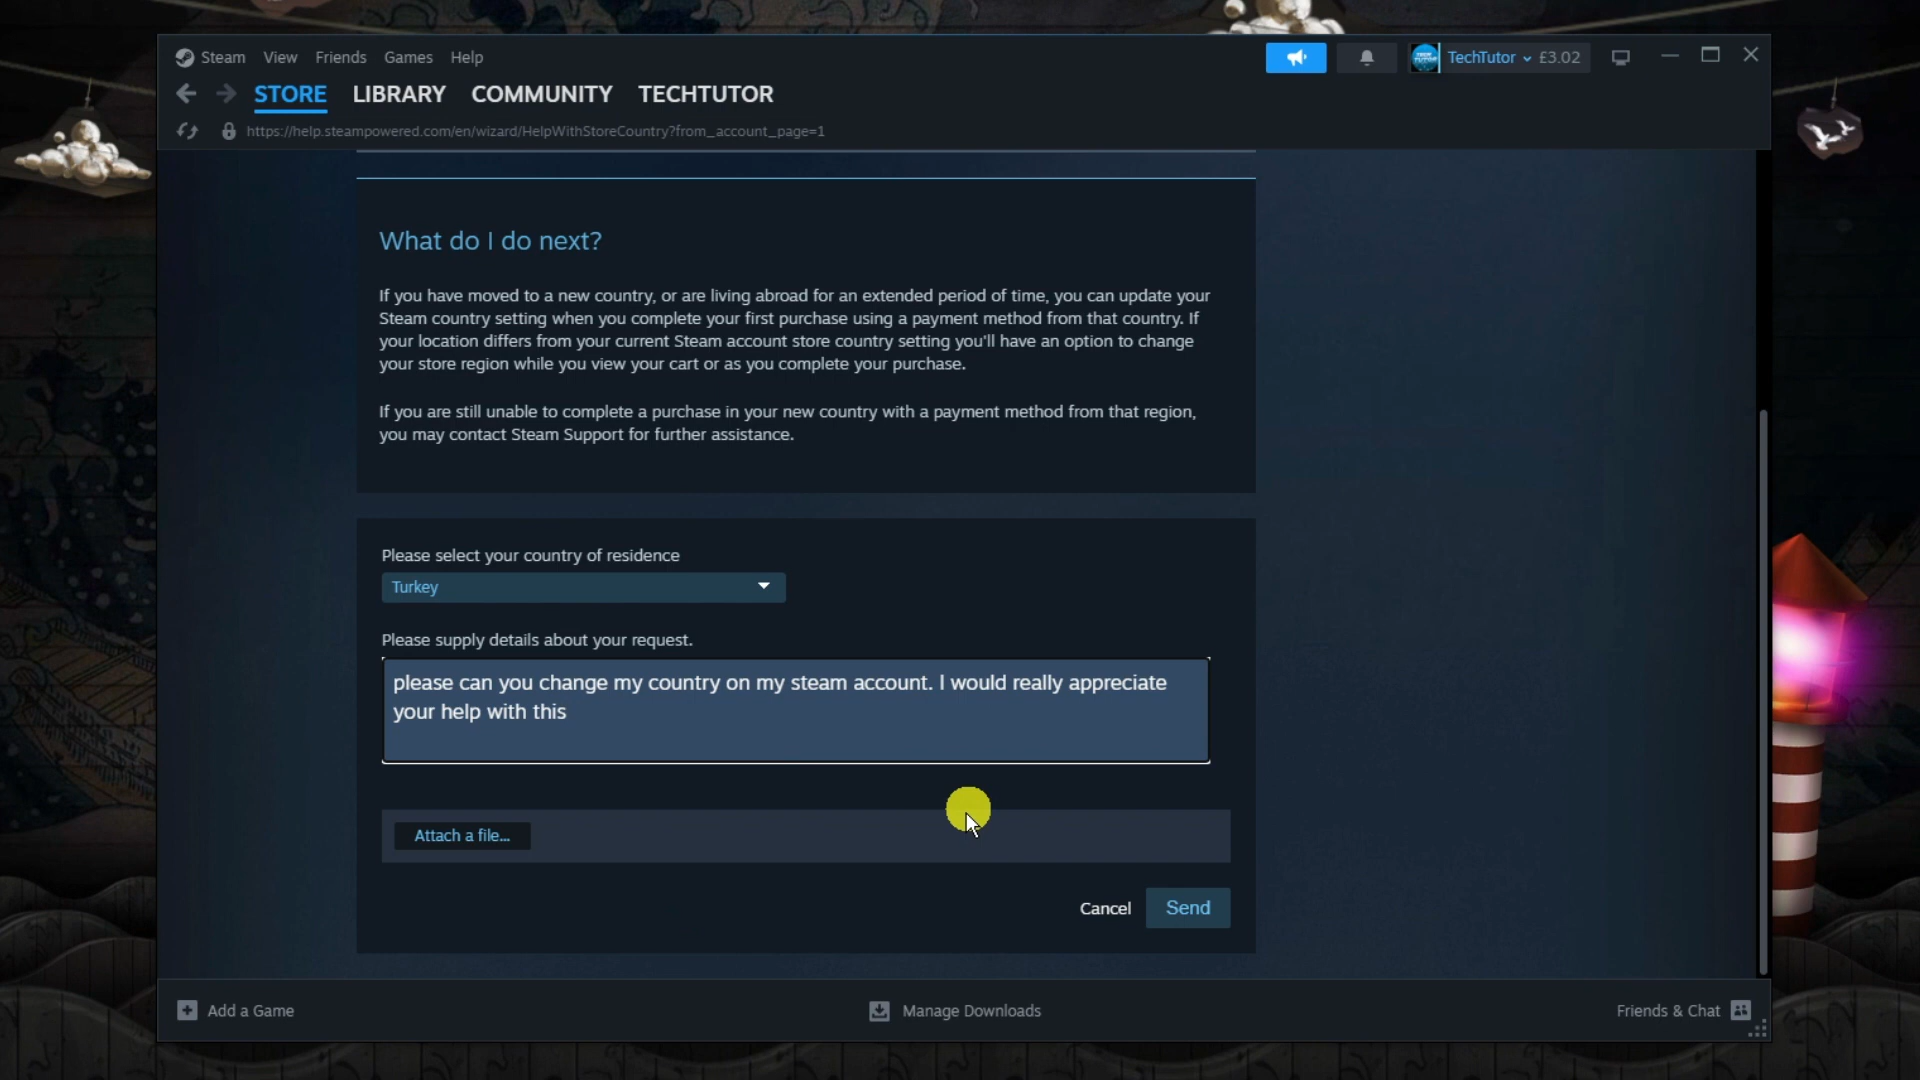 Steam View Friends Games Help
TechTutor £3.02
STORE LIBRARY COMMUNITY TECHTUTOR
https://help.steampowered.com/en/wizard/HelpWithStoreCountry?from_account_page=1
What do I do next?
If you have moved to a new country, or are living abroad for an extended period of time, you can update your
Steam country setting when you complete your first purchase using a payment method from that country. If
your location differs from your current Steam account store country setting you'll have an option to change
your store region while you view your cart or as you complete your purchase.
If you are still unable to complete a purchase in your new country with a payment method from that region,
you may contact Steam Support for further assistance.
Please select your country of residence
Turkey
Please supply details about your request.
please can you change my country on my steam account. I would really appreciate
your help with this
Attach a file...
Cancel Send
Add a Game Manage Downloads Friends & Chat